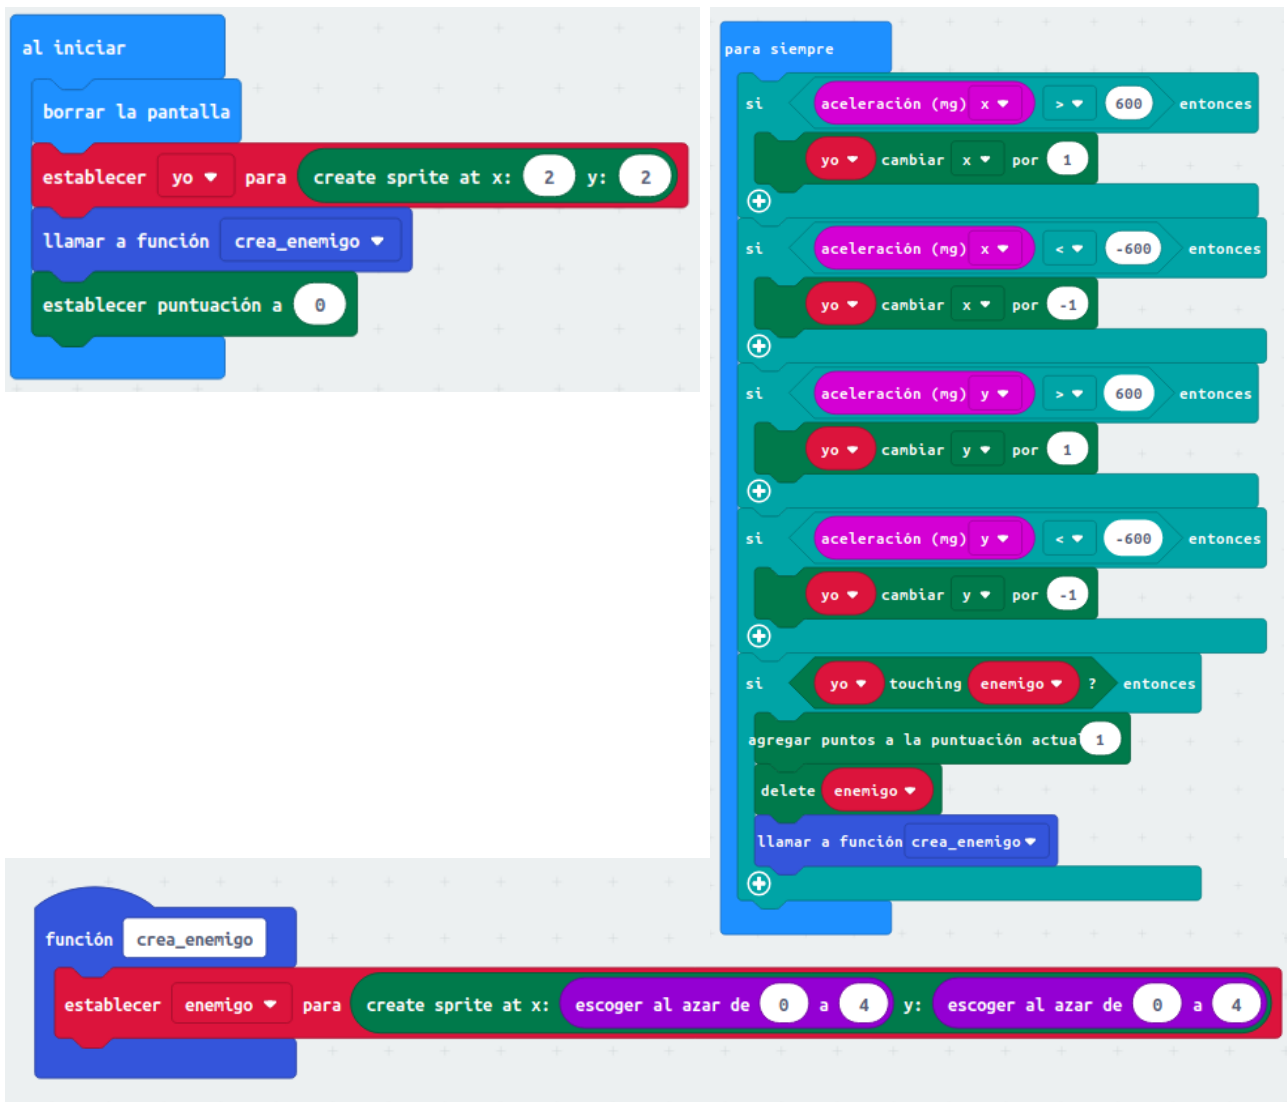 al iniciar
borrar la pantalla
establecer yo para create sprite at x: 2 y: 2
llamar a función crea_enemigo
establecer puntuación a 0
para siempre
si aceleración (mg) x > 600 entonces
yo cambiar x por 1
si aceleración (mg) x < -600 entonces
yo cambiar x por -1
si aceleración (mg) y > 600 entonces
yo cambiar y por 1
si aceleración (mg) y < -600 entonces
yo cambiar y por -1
si yo touching enemigo ? entonces
agregar puntos a la puntuación actual 1
delete enemigo
llamar a función crea_enemigo
función crea_enemigo
establecer enemigo para create sprite at x: escoger al azar de 0 a 4 y: escoger al azar de 0 a 4